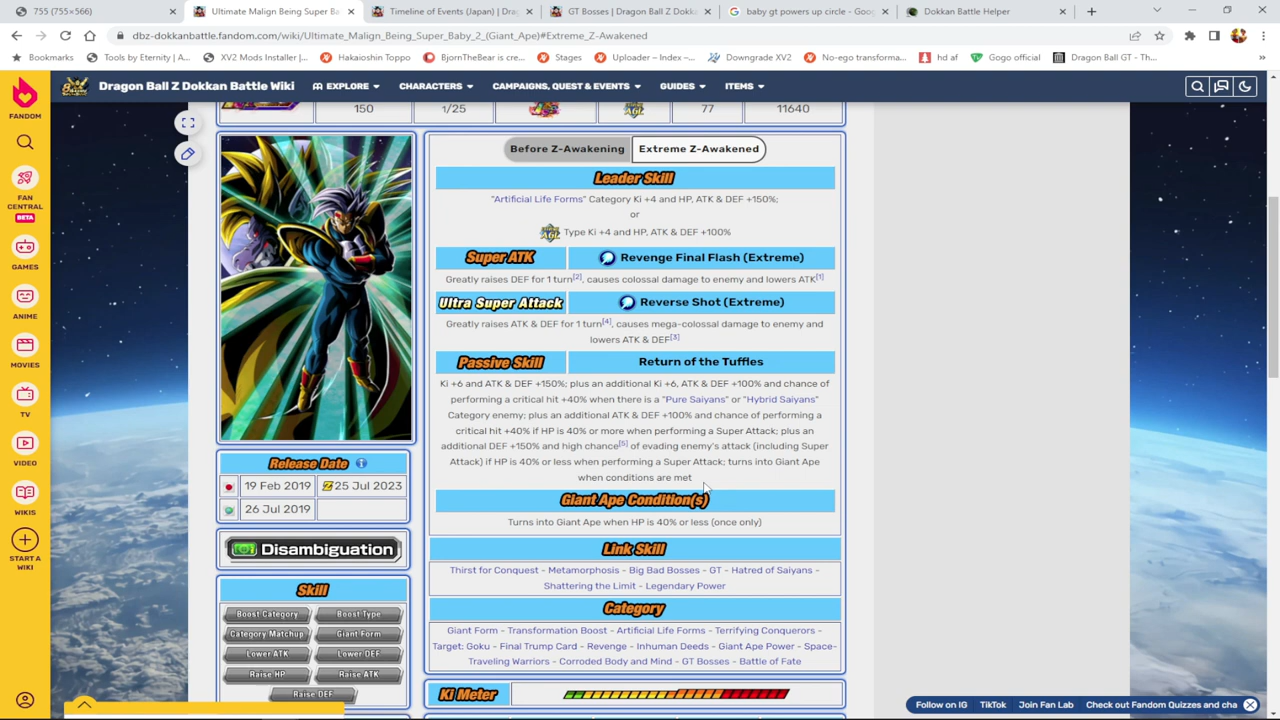 755 (755×566)
Ultimate Malign Being Super Ba
Timeline of Events (Japan) | Drag
GT Bosses | Dragon Ball Z Dokka
baby gt powers up circle - Goog
Dokkan Battle Helper
dbz-dokkanbattle.fandom.com/wiki/Ultimate_Malign_Being_Super_Baby_2_(Giant_Ape)#Extreme_Z-Awakened
Bookmarks
Tools by Eternity | A...
XV2 Mods Installer |...
Hakaioshin Toppo
BjornTheBear is cre...
Stages
Uploader – Index –...
Downgrade XV2
No-ego transforma...
hd af
Gogo official
Dragon Ball GT - Th...
FANDOM
Dragon Ball Z Dokkan Battle Wiki
EXPLORE
CHARACTERS
CAMPAIGNS, QUEST & EVENTS
GUIDES
ITEMS
150
1/25
77
11640
FAN CENTRAL
BETA
GAMES
ANIME
MOVIES
TV
VIDEO
WIKIS
START A WIKI
Before Z-Awakening
Extreme Z-Awakened
Leader Skill
"Artificial Life Forms" Category Ki +4 and HP, ATK & DEF +150%;
or
AGL Type Ki +4 and HP, ATK & DEF +100%
Super ATK
Revenge Final Flash (Extreme)
Greatly raises DEF for 1 turn[2], causes colossal damage to enemy and lowers ATK[1]
Ultra Super Attack
Reverse Shot (Extreme)
Greatly raises ATK & DEF for 1 turn[4], causes mega-colossal damage to enemy and
lowers ATK & DEF[3]
Passive Skill
Return of the Tuffles
Ki +6 and ATK & DEF +150%; plus an additional Ki +6, ATK & DEF +100% and chance of
performing a critical hit +40% when there is a "Pure Saiyans" or "Hybrid Saiyans"
Category enemy; plus an additional ATK & DEF +100% and chance of performing a
critical hit +40% if HP is 40% or more when performing a Super Attack; plus an
additional DEF +150% and high chance[5] of evading enemy's attack (including Super
Attack) if HP is 40% or less when performing a Super Attack; turns into Giant Ape
when conditions are met
Giant Ape Condition(s)
Turns into Giant Ape when HP is 40% or less (once only)
Link Skill
Thirst for Conquest - Metamorphosis - Big Bad Bosses - GT - Hatred of Saiyans -
Shattering the Limit - Legendary Power
Category
Giant Form - Transformation Boost - Artificial Life Forms - Terrifying Conquerors -
Target: Goku - Final Trump Card - Revenge - Inhuman Deeds - Giant Ape Power - Space-
Traveling Warriors - Corroded Body and Mind - GT Bosses - Battle of Fate
Ki Meter
Release Date
19 Feb 2019
Z 25 Jul 2023
26 Jul 2019
Disambiguation
Skill
Boost Category
Boost Type
Category Matchup
Giant Form
Lower ATK
Lower DEF
Raise HP
Raise ATK
Raise DEF
Follow on IG
TikTok
Join Fan Lab
Check out Fandom Quizzes and cha